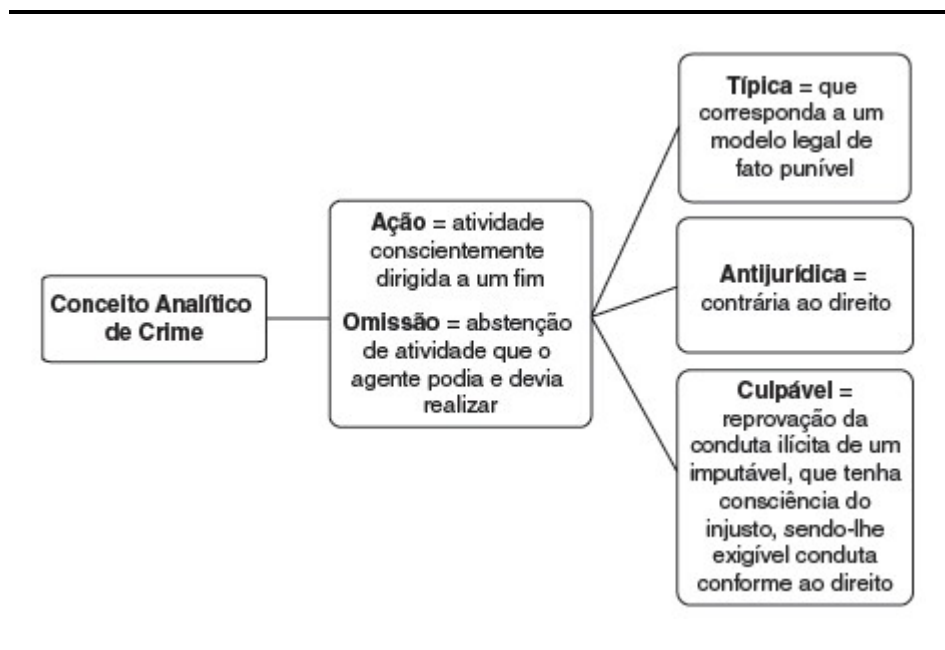 Conceito Analítico
de Crime
Ação = atividade
conscientemente
dirigida a um fim
Omissão = abstenção
de atividade que o
agente podia e devia
realizar
Típica = que
corresponda a um
modelo legal de
fato punível
Antijurídica =
contrária ao direito
Culpável =
reprovação da
conduta ilícita de um
imputável, que tenha
consciência do
injusto, sendo-lhe
exigível conduta
conforme ao direito